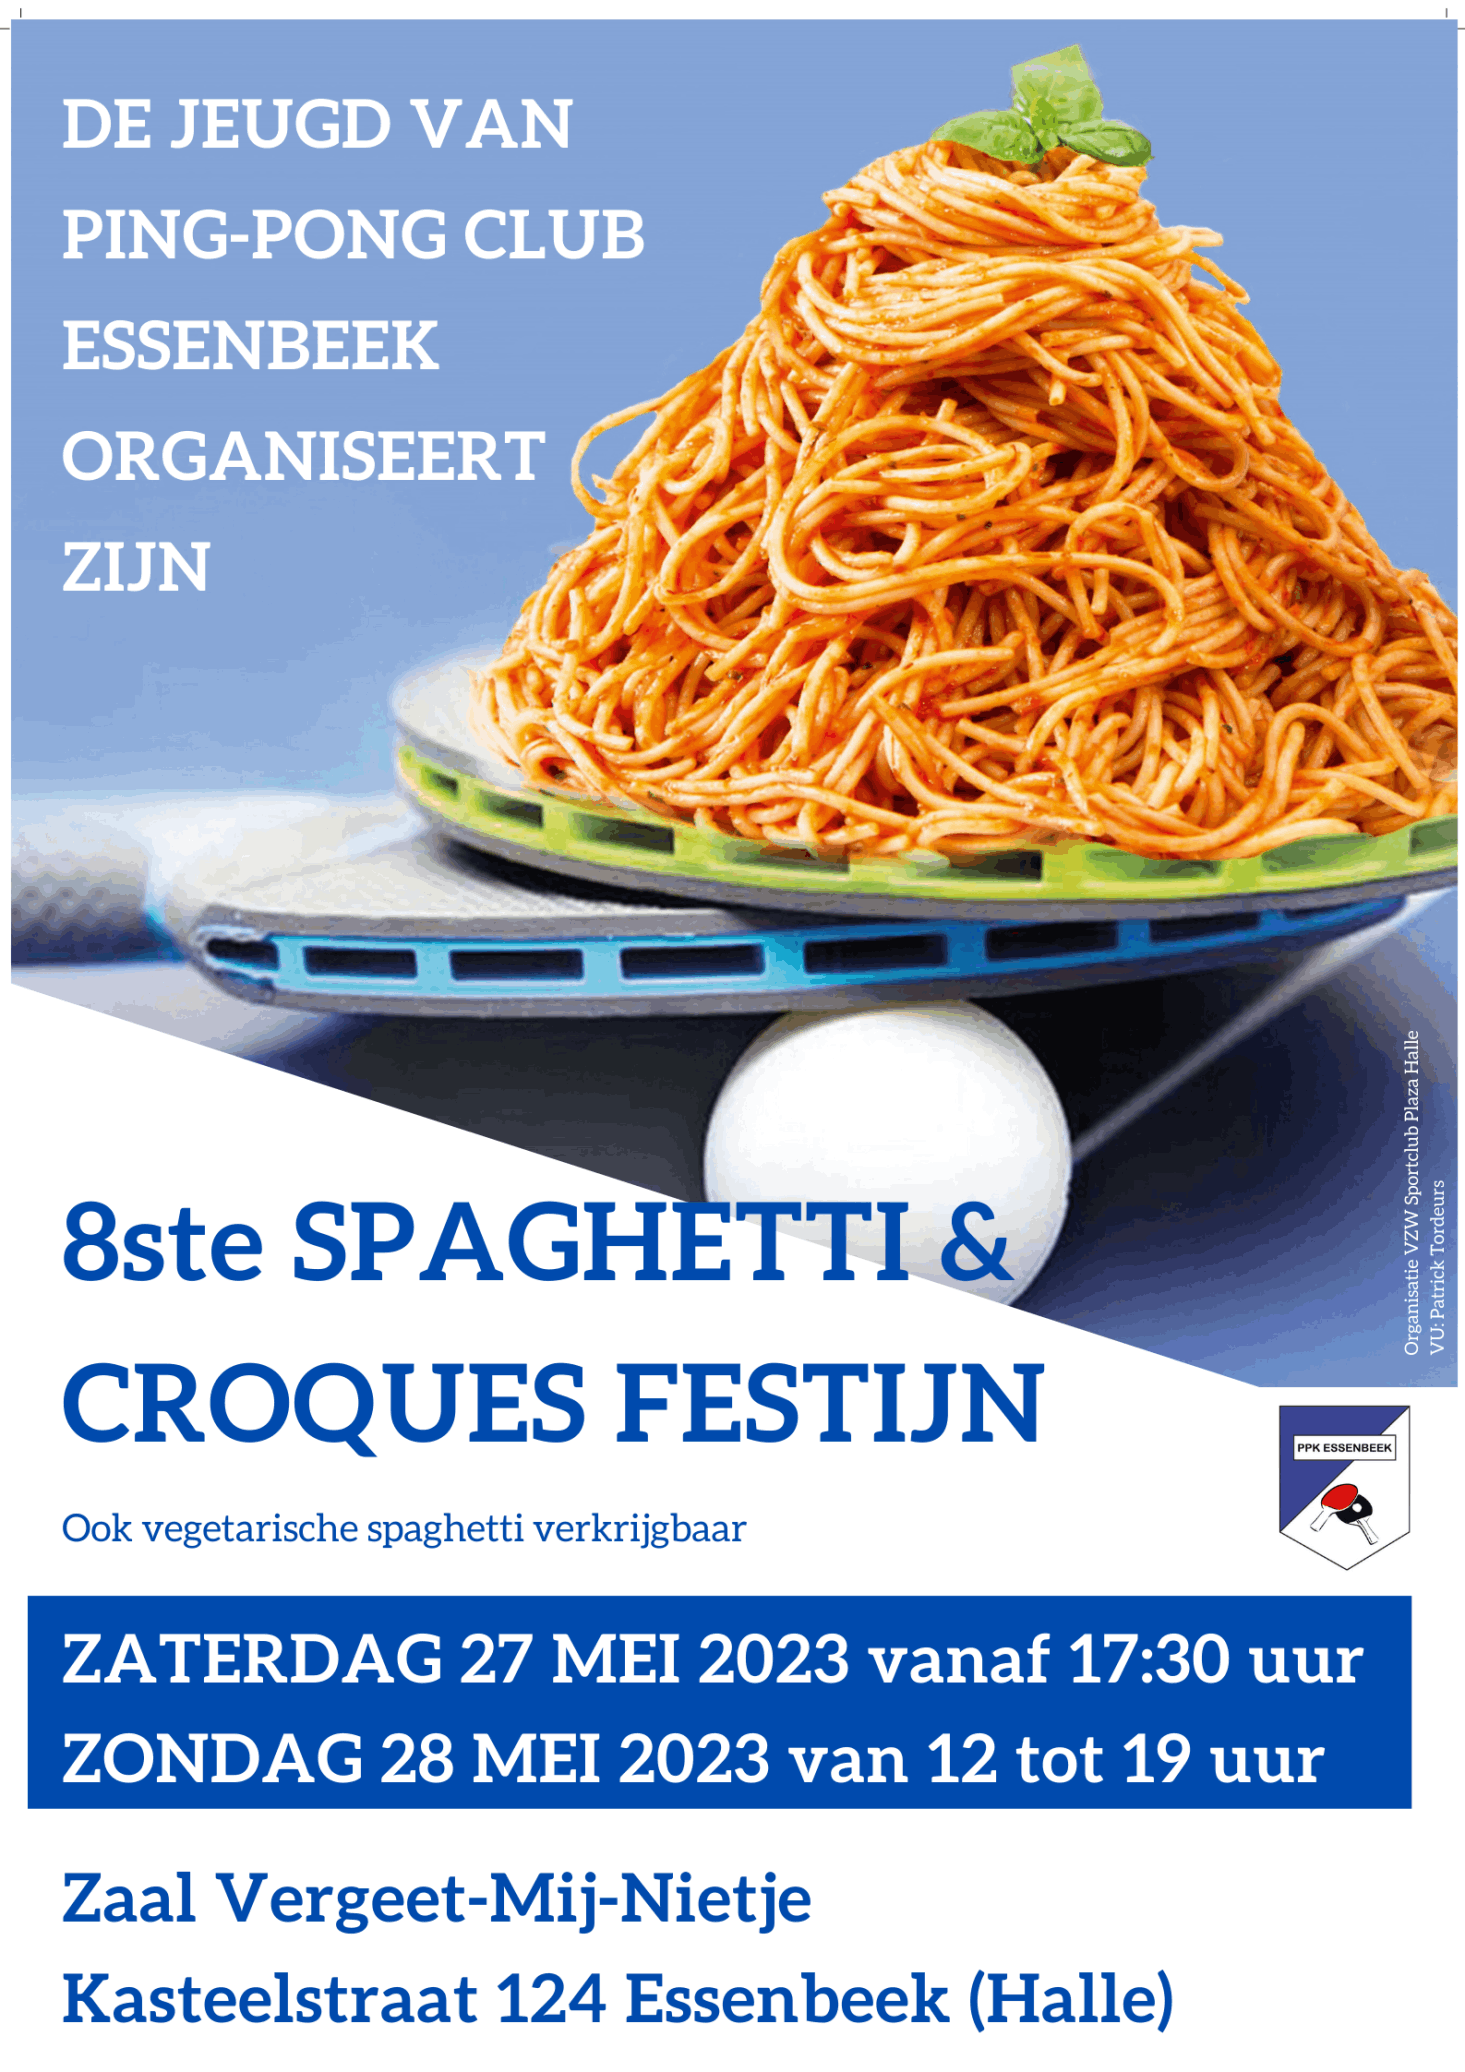 DE JEUGD VAN
PING-PONG CLUB
ESSENBEEK
ORGANISEERT
ZIJN
Organisatie VZW Sportclub Plaza Halle
VU: Patrick Tordeurs
8ste SPAGHETTI &
CROQUES FESTIJN
PPK ESSENBEEK
Ook vegetarische spaghetti verkrijgbaar
ZATERDAG 27 MEI 2023 vanaf 17:30 uur
ZONDAG 28 MEI 2023 van 12 tot 19 uur
Zaal Vergeet-Mij-Nietje
Kasteelstraat 124 Essenbeek (Halle)